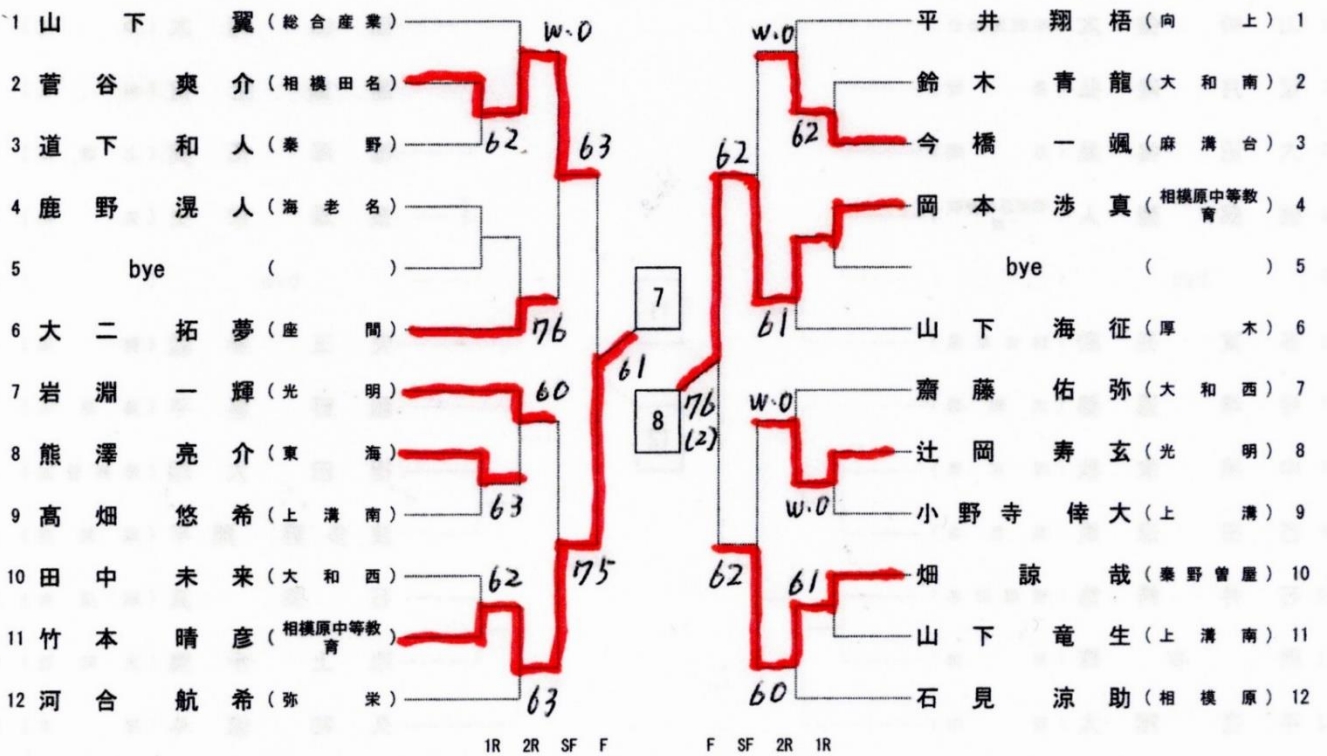 1 山下翼 (総合産業)
2 菅谷爽介 (相模田名)
3 道下和人 (秦野)
4 鹿野滉人 (海老名)
5 bye ( )
6 大二拓夢 (座間)
7 岩淵一輝 (光明)
8 熊澤亮介 (東海)
9 髙畑悠希 (上溝南)
10 田中未来 (大和西)
11 竹本晴彦 (相模原中等教育)
12 河合航希 (弥栄)
W.O
62
63
76
60
63
62
75
63
61
7
8
1R 2R SF F
平井翔梧 (向上) 1
鈴木青龍 (大和南) 2
今橋一颯 (麻溝台) 3
岡本渉真 (相模原中等教育) 4
bye ( ) 5
山下海征 (厚木) 6
齋藤佑弥 (大和西) 7
辻岡寿玄 (光明) 8
小野寺倖大 (上溝) 9
畑諒哉 (秦野曽屋) 10
山下竜生 (上溝南) 11
石見涼助 (相模原) 12
W.O
62
62
61
76
(2)
W.O
W.O
62
61
60
F SF 2R 1R